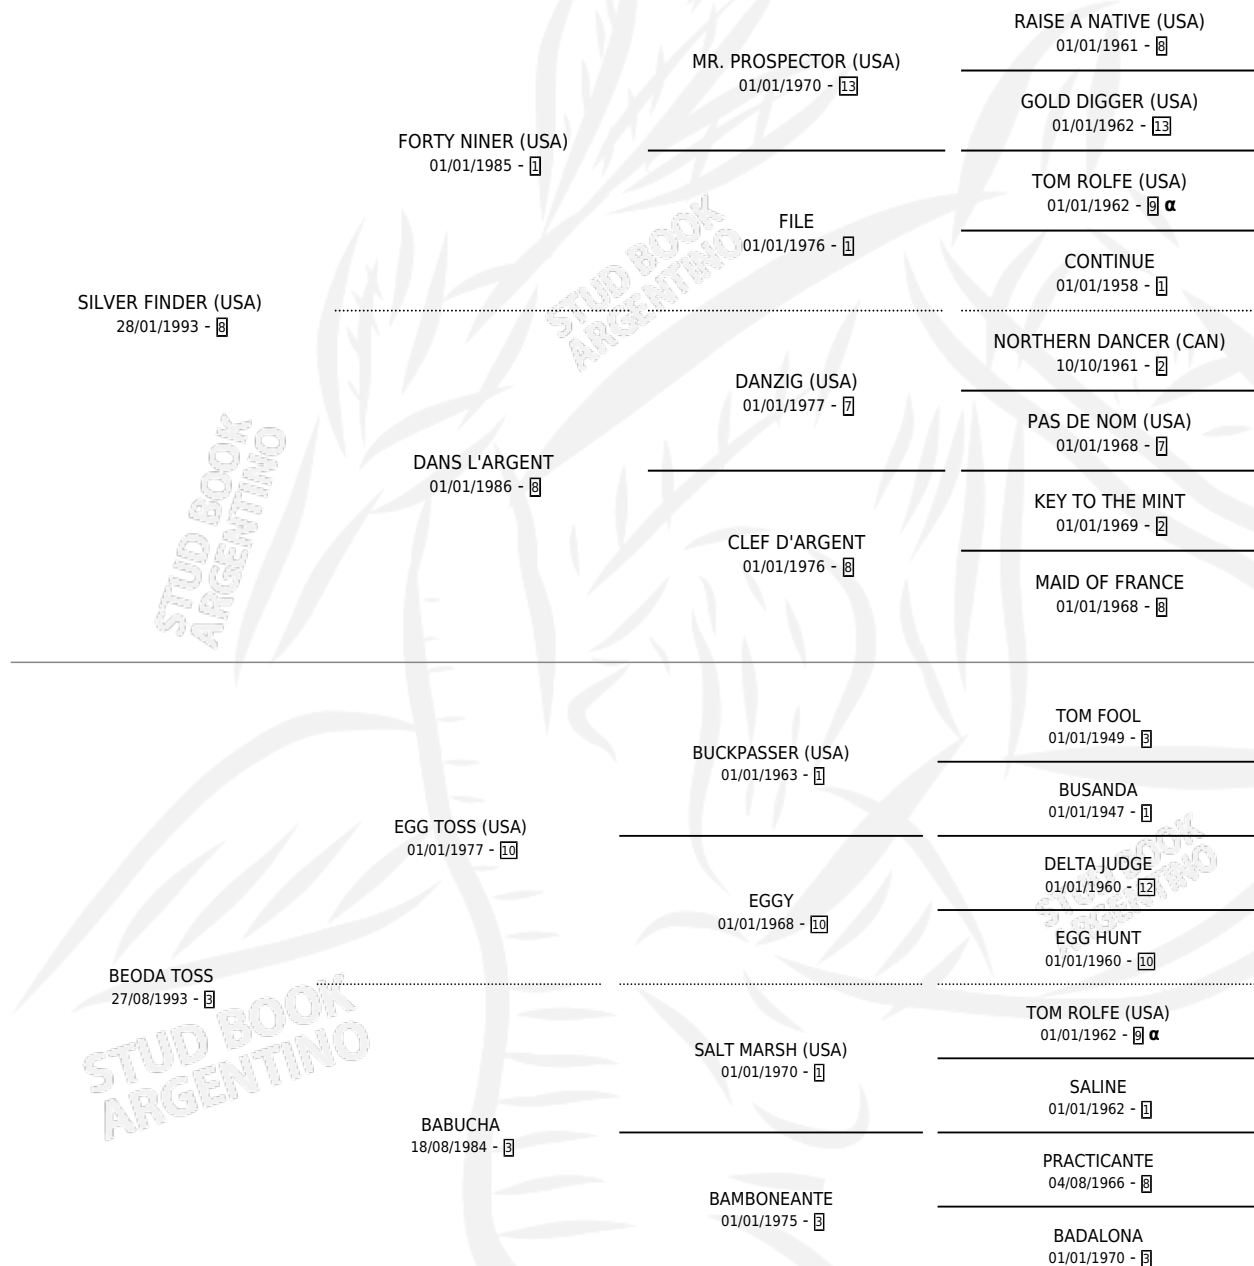 RAISE A NATIVE (USA)
01/01/1961 - 8
MR. PROSPECTOR (USA)
01/01/1970 - 13
GOLD DIGGER (USA)
01/01/1962 - 13
FORTY NINER (USA)
01/01/1985 - 1
TOM ROLFE (USA)
01/01/1962 - 9 α
FILE
01/01/1976 - 1
CONTINUE
01/01/1958 - 1
SILVER FINDER (USA)
28/01/1993 - 8
NORTHERN DANCER (CAN)
10/10/1961 - 2
DANZIG (USA)
01/01/1977 - 7
PAS DE NOM (USA)
01/01/1968 - 7
DANS L'ARGENT
01/01/1986 - 8
KEY TO THE MINT
01/01/1969 - 2
CLEF D'ARGENT
01/01/1976 - 8
MAID OF FRANCE
01/01/1968 - 8
TOM FOOL
01/01/1949 - 3
BUCKPASSER (USA)
01/01/1963 - 1
BUSANDA
01/01/1947 - 1
EGG TOSS (USA)
01/01/1977 - 10
DELTA JUDGE
01/01/1960 - 12
EGGY
01/01/1968 - 10
EGG HUNT
01/01/1960 - 10
BEODA TOSS
27/08/1993 - 3
TOM ROLFE (USA)
01/01/1962 - 9 α
SALT MARSH (USA)
01/01/1970 - 1
SALINE
01/01/1962 - 1
BABUCHA
18/08/1984 - 3
PRACTICANTE
04/08/1966 - 8
BAMBONEANTE
01/01/1975 - 3
BADALONA
01/01/1970 - 3
STUD BOOK
ARGENTINO
STUD BOOK
ARGENTINO
STUD BOOK
ARGENTINO
STUD BOOK
ARGENTINO